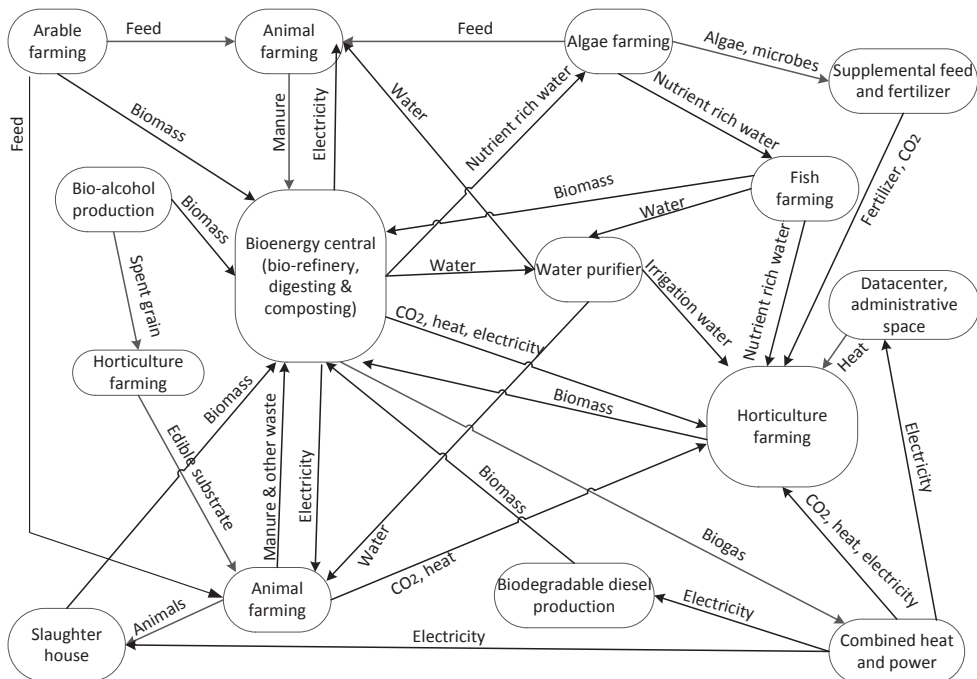 Arable
farming
Feed
Animal
farming
Feed
Algae farming
Algae, microbes
Supplemental feed
and fertilizer
Feed
Biomass
Manure
Electricity
Water
Nutrient rich water
Nutrient rich water
Fertilizer, CO2
Bio-alcohol
production
Biomass
Biomass
Fish
farming
Water
Bioenergy central
(bio-refinery,
digesting &
composting)
Water
Water purifier
Irrigation water
Nutrient rich water
Datacenter,
administrative
space
Spent grain
CO2, heat, electricity
Heat
Horticulture
farming
Biomass
Biomass
Horticulture
farming
Edible substrate
Manure & other waste
Electricity
Biomass
Electricity
Water
CO2, heat
Biogas
CO2, heat, electricity
Animal
farming
Biodegradable diesel
production
Electricity
Animals
Slaughter
house
Electricity
Combined heat
and power